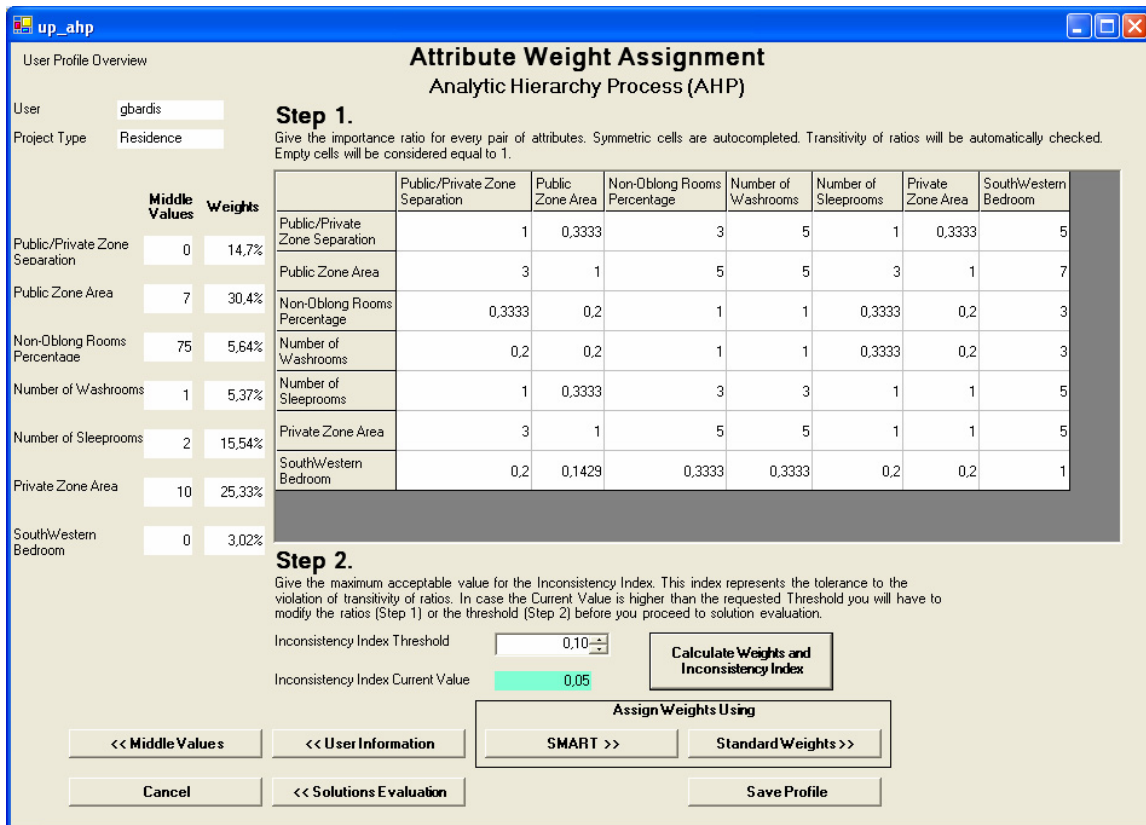 up_ahp
User Profile Overview
Attribute Weight Assignment
Analytic Hierarchy Process (AHP)
User gbardis
Project Type Residence
Middle Values Weights
Public/Private Zone Separation 0 14,7%
Public Zone Area 7 30,4%
Non-Oblong Rooms Percentage 75 5,64%
Number of Washrooms 1 5,37%
Number of Sleeprooms 2 15,54%
Private Zone Area 10 25,33%
SouthWestern Bedroom 0 3,02%
Step 1.
Give the importance ratio for every pair of attributes. Symmetric cells are autocompleted. Transitivity of ratios will be automatically checked.
Empty cells will be considered equal to 1.
Public/Private Zone Separation Public Zone Area Non-Oblong Rooms Percentage Number of Washrooms Number of Sleeprooms Private Zone Area SouthWestern Bedroom
Public/Private Zone Separation 1 0,3333 3 5 1 0,3333 5
Public Zone Area 3 1 5 5 3 1 7
Non-Oblong Rooms Percentage 0,3333 0,2 1 1 0,3333 0,2 3
Number of Washrooms 0,2 0,2 1 1 0,3333 0,2 3
Number of Sleeprooms 1 0,3333 3 3 1 1 5
Private Zone Area 3 1 5 5 1 1 5
SouthWestern Bedroom 0,2 0,1429 0,3333 0,3333 0,2 0,2 1
Step 2.
Give the maximum acceptable value for the Inconsistency Index. This index represents the tolerance to the
violation of transitivity of ratios. In case the Current Value is higher than the requested Threshold you will have to
modify the ratios (Step 1) or the threshold (Step 2) before you proceed to solution evaluation.
Inconsistency Index Threshold 0,10
Inconsistency Index Current Value 0,05
Calculate Weights and
Inconsistency Index
Assign Weights Using
<< Middle Values << User Information SMART >> Standard Weights >>
Cancel << Solutions Evaluation Save Profile